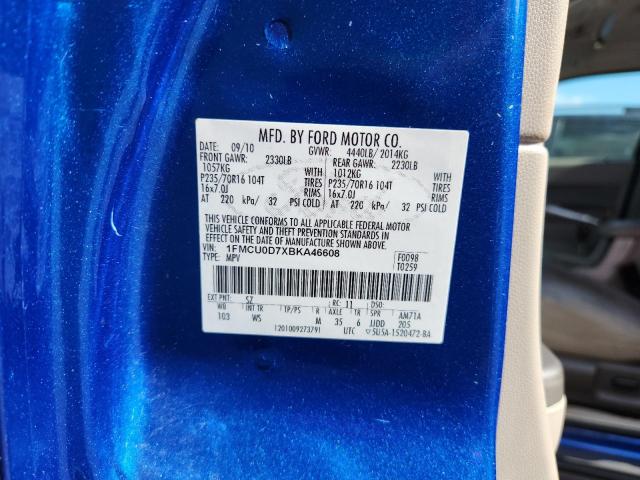 MFD. BY FORD MOTOR CO.
DATE: 09/10 GVWR: 4440LB/ 2014KG
FRONT GAWR: 2330LB REAR GAWR: 2230LB
1057KG WITH 1012KG WITH
P235/70R16 104T TIRES P235/70R16 104T TIRES
16x7.0J RIMS 16x7.0J RIMS
AT 220 kPa/ 32 PSI COLD AT 220 kPa/ 32 PSI COLD
THIS VEHICLE CONFORMS TO ALL APPLICABLE FEDERAL MOTOR
VEHICLE SAFETY AND THEFT PREVENTION STANDARDS IN
EFFECT ON THE DATE OF MANUFACTURE SHOWN ABOVE.
VIN: 1FMCU0D7XBKA46608 F0098
TYPE: MPV T0259
EXT PNT: SZ RC: 11 DSO:
WB INT TR TP/PS R AXLE TR SPR AM71A
103 WS M 35 6 JJDD 205
1201009273791 UTC ▽5U5A-1520472-BA